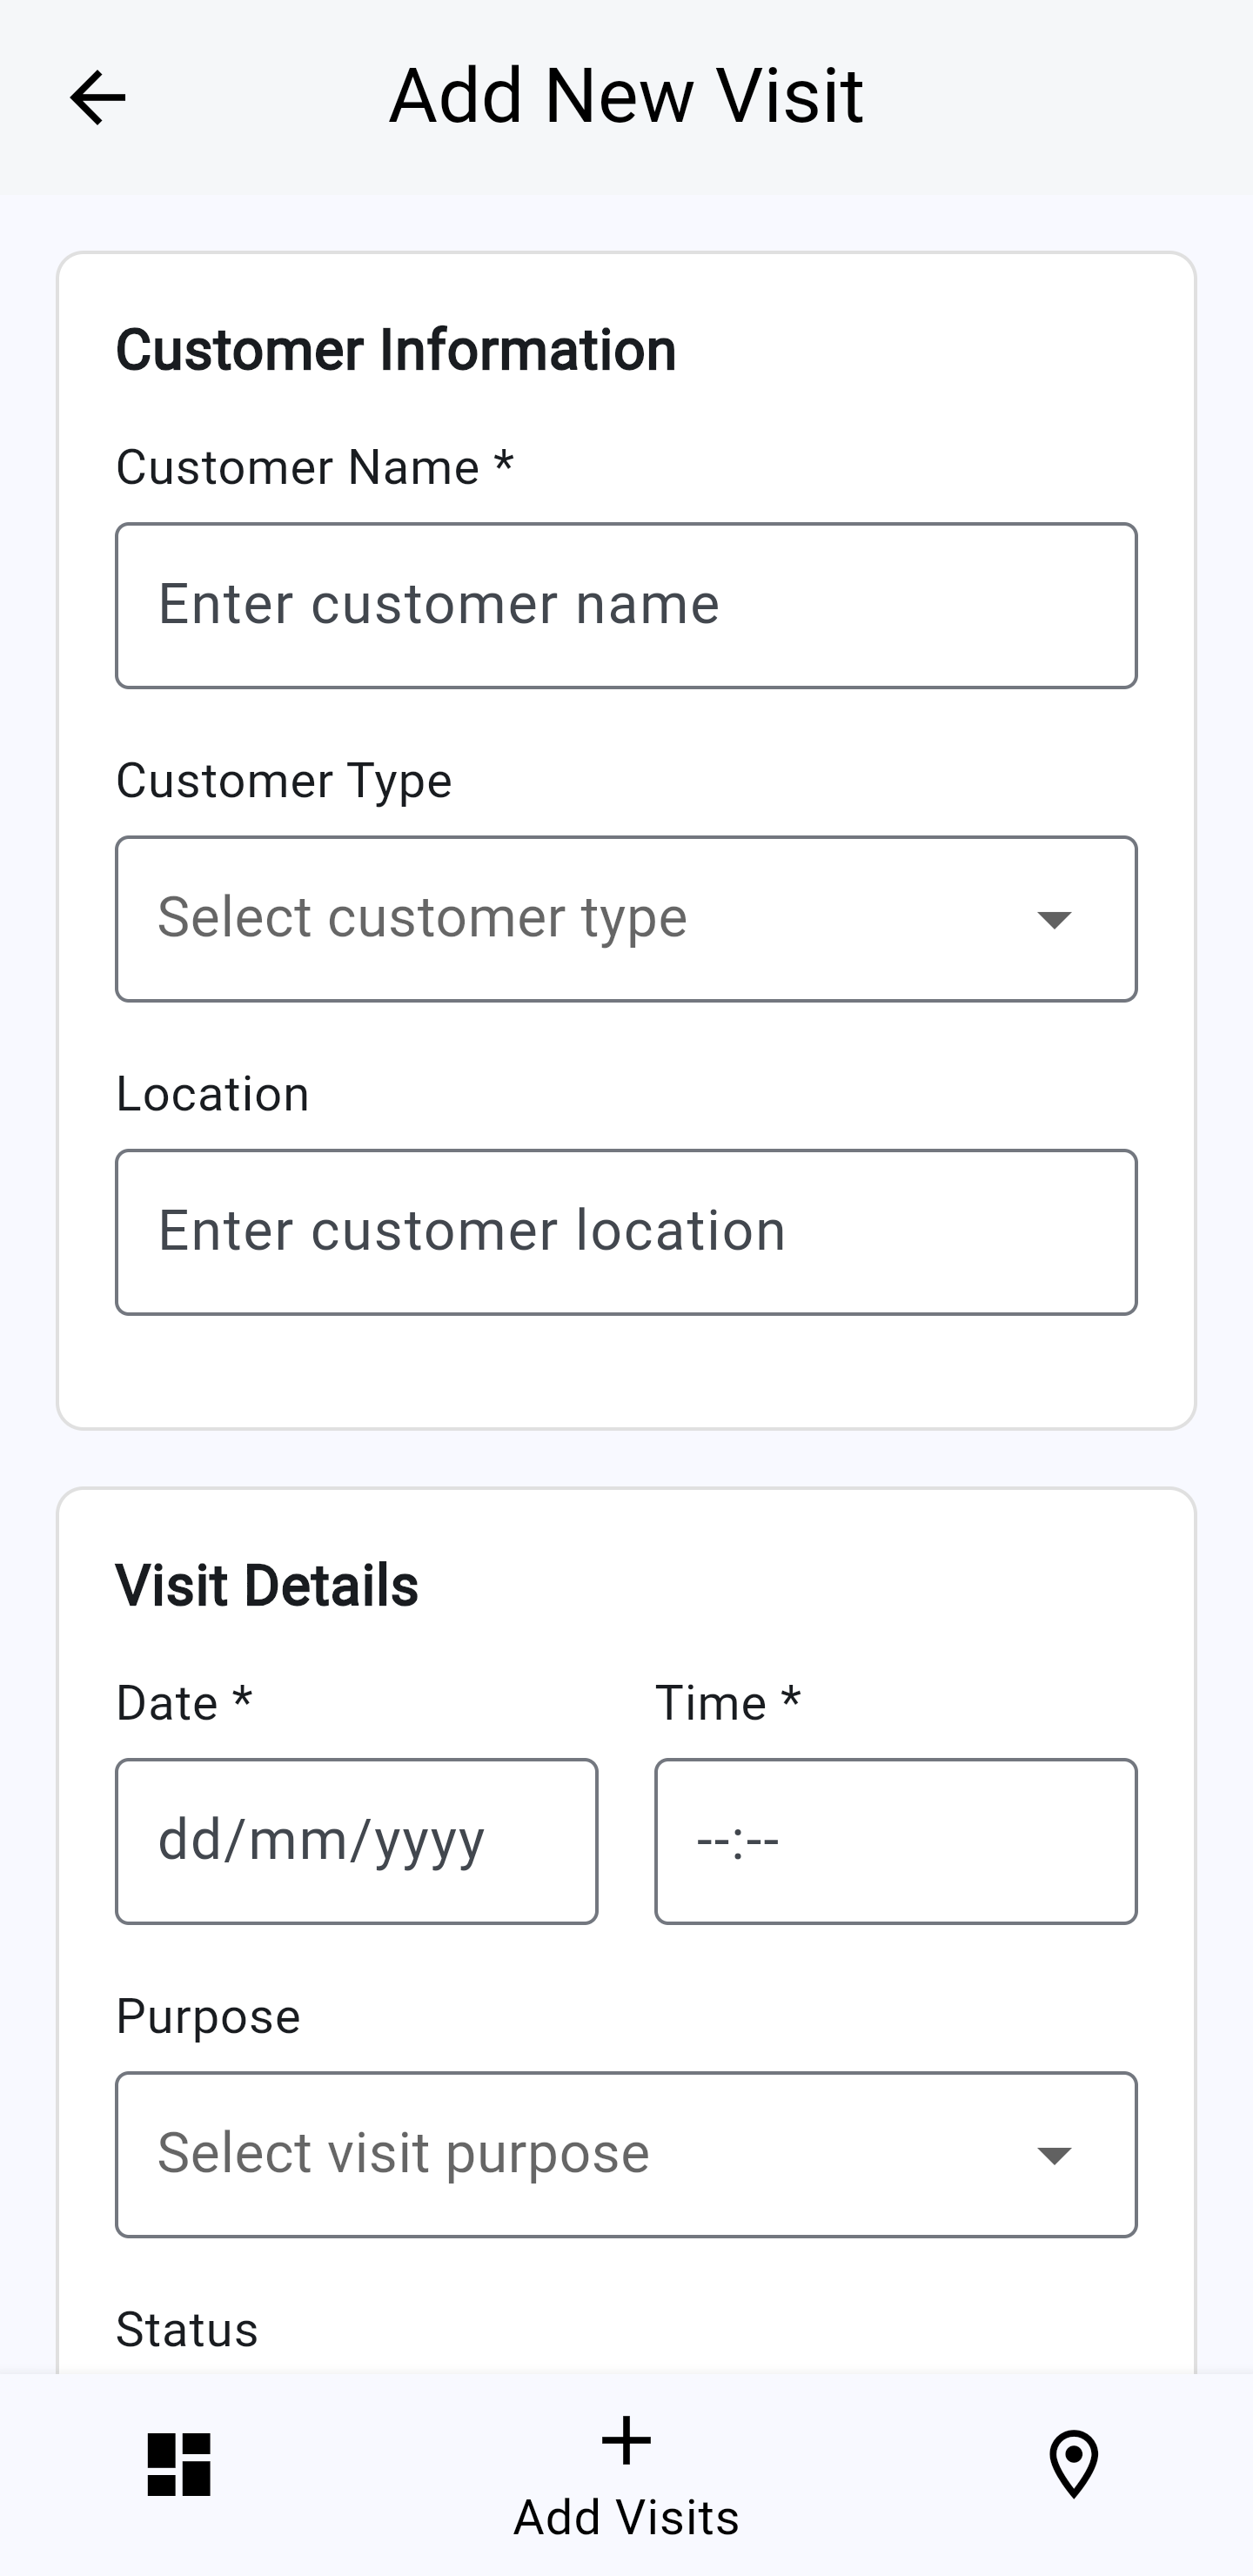 Add New Visit
Customer Information
Customer Name *
Enter customer name
Customer Type
Select customer type
Location
Enter customer location
Visit Details
Date * Time *
dd/mm/yyyy --:--
Purpose
Select visit purpose
Status
Add Visits